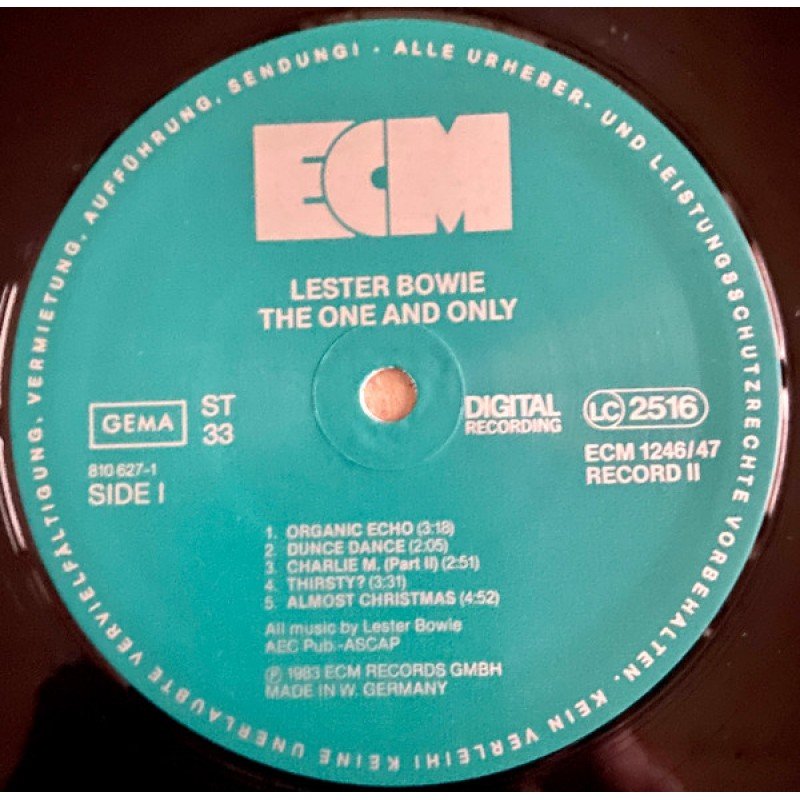 ECM
LESTER BOWIE
THE ONE AND ONLY
GEMA
ST
33
810 627-1
SIDE I
DIGITAL
RECORDING
LC 2516
ECM 1246/47
RECORD II
1. ORGANIC ECHO (3:18)
2. DUNCE DANCE (2:05)
3. CHARLIE M. (Part II) (2:51)
4. THIRSTY? (3:31)
5. ALMOST CHRISTMAS (4:52)
All music by Lester Bowie
AEC Pub.-ASCAP
Ⓟ 1983 ECM RECORDS GMBH
MADE IN W. GERMANY
ALLE URHEBER- UND LEISTUNGSSCHUTZRECHTE VORBEHALTEN. KEIN VERLEIH! KEINE UNERLAUBTE VERVIELFÄLTIGUNG, VERMIETUNG, AUFFÜHRUNG, SENDUNG! ·